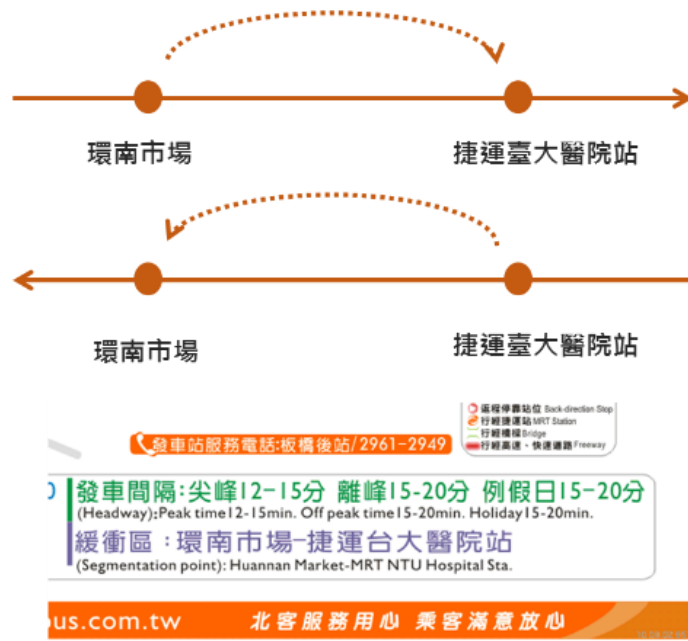 環南市場
捷運臺大醫院站
環南市場
捷運臺大醫院站
返程停靠站位 Back-direction Stop
行經捷運站 MRT Station
行經橋樑 Bridge
行經高速、快速道路 Freeway
發車站服務電話:板橋後站/2961-2949
發車間隔:尖峰12-15分 離峰15-20分 例假日15-20分
(Headway):Peak time12-15min. Off peak time15-20min. Holiday15-20min.
緩衝區:環南市場-捷運台大醫院站
(Segmentation point): Huannan Market-MRT NTU Hospital Sta.
us.com.tw 北客服務用心 乘客滿意放心